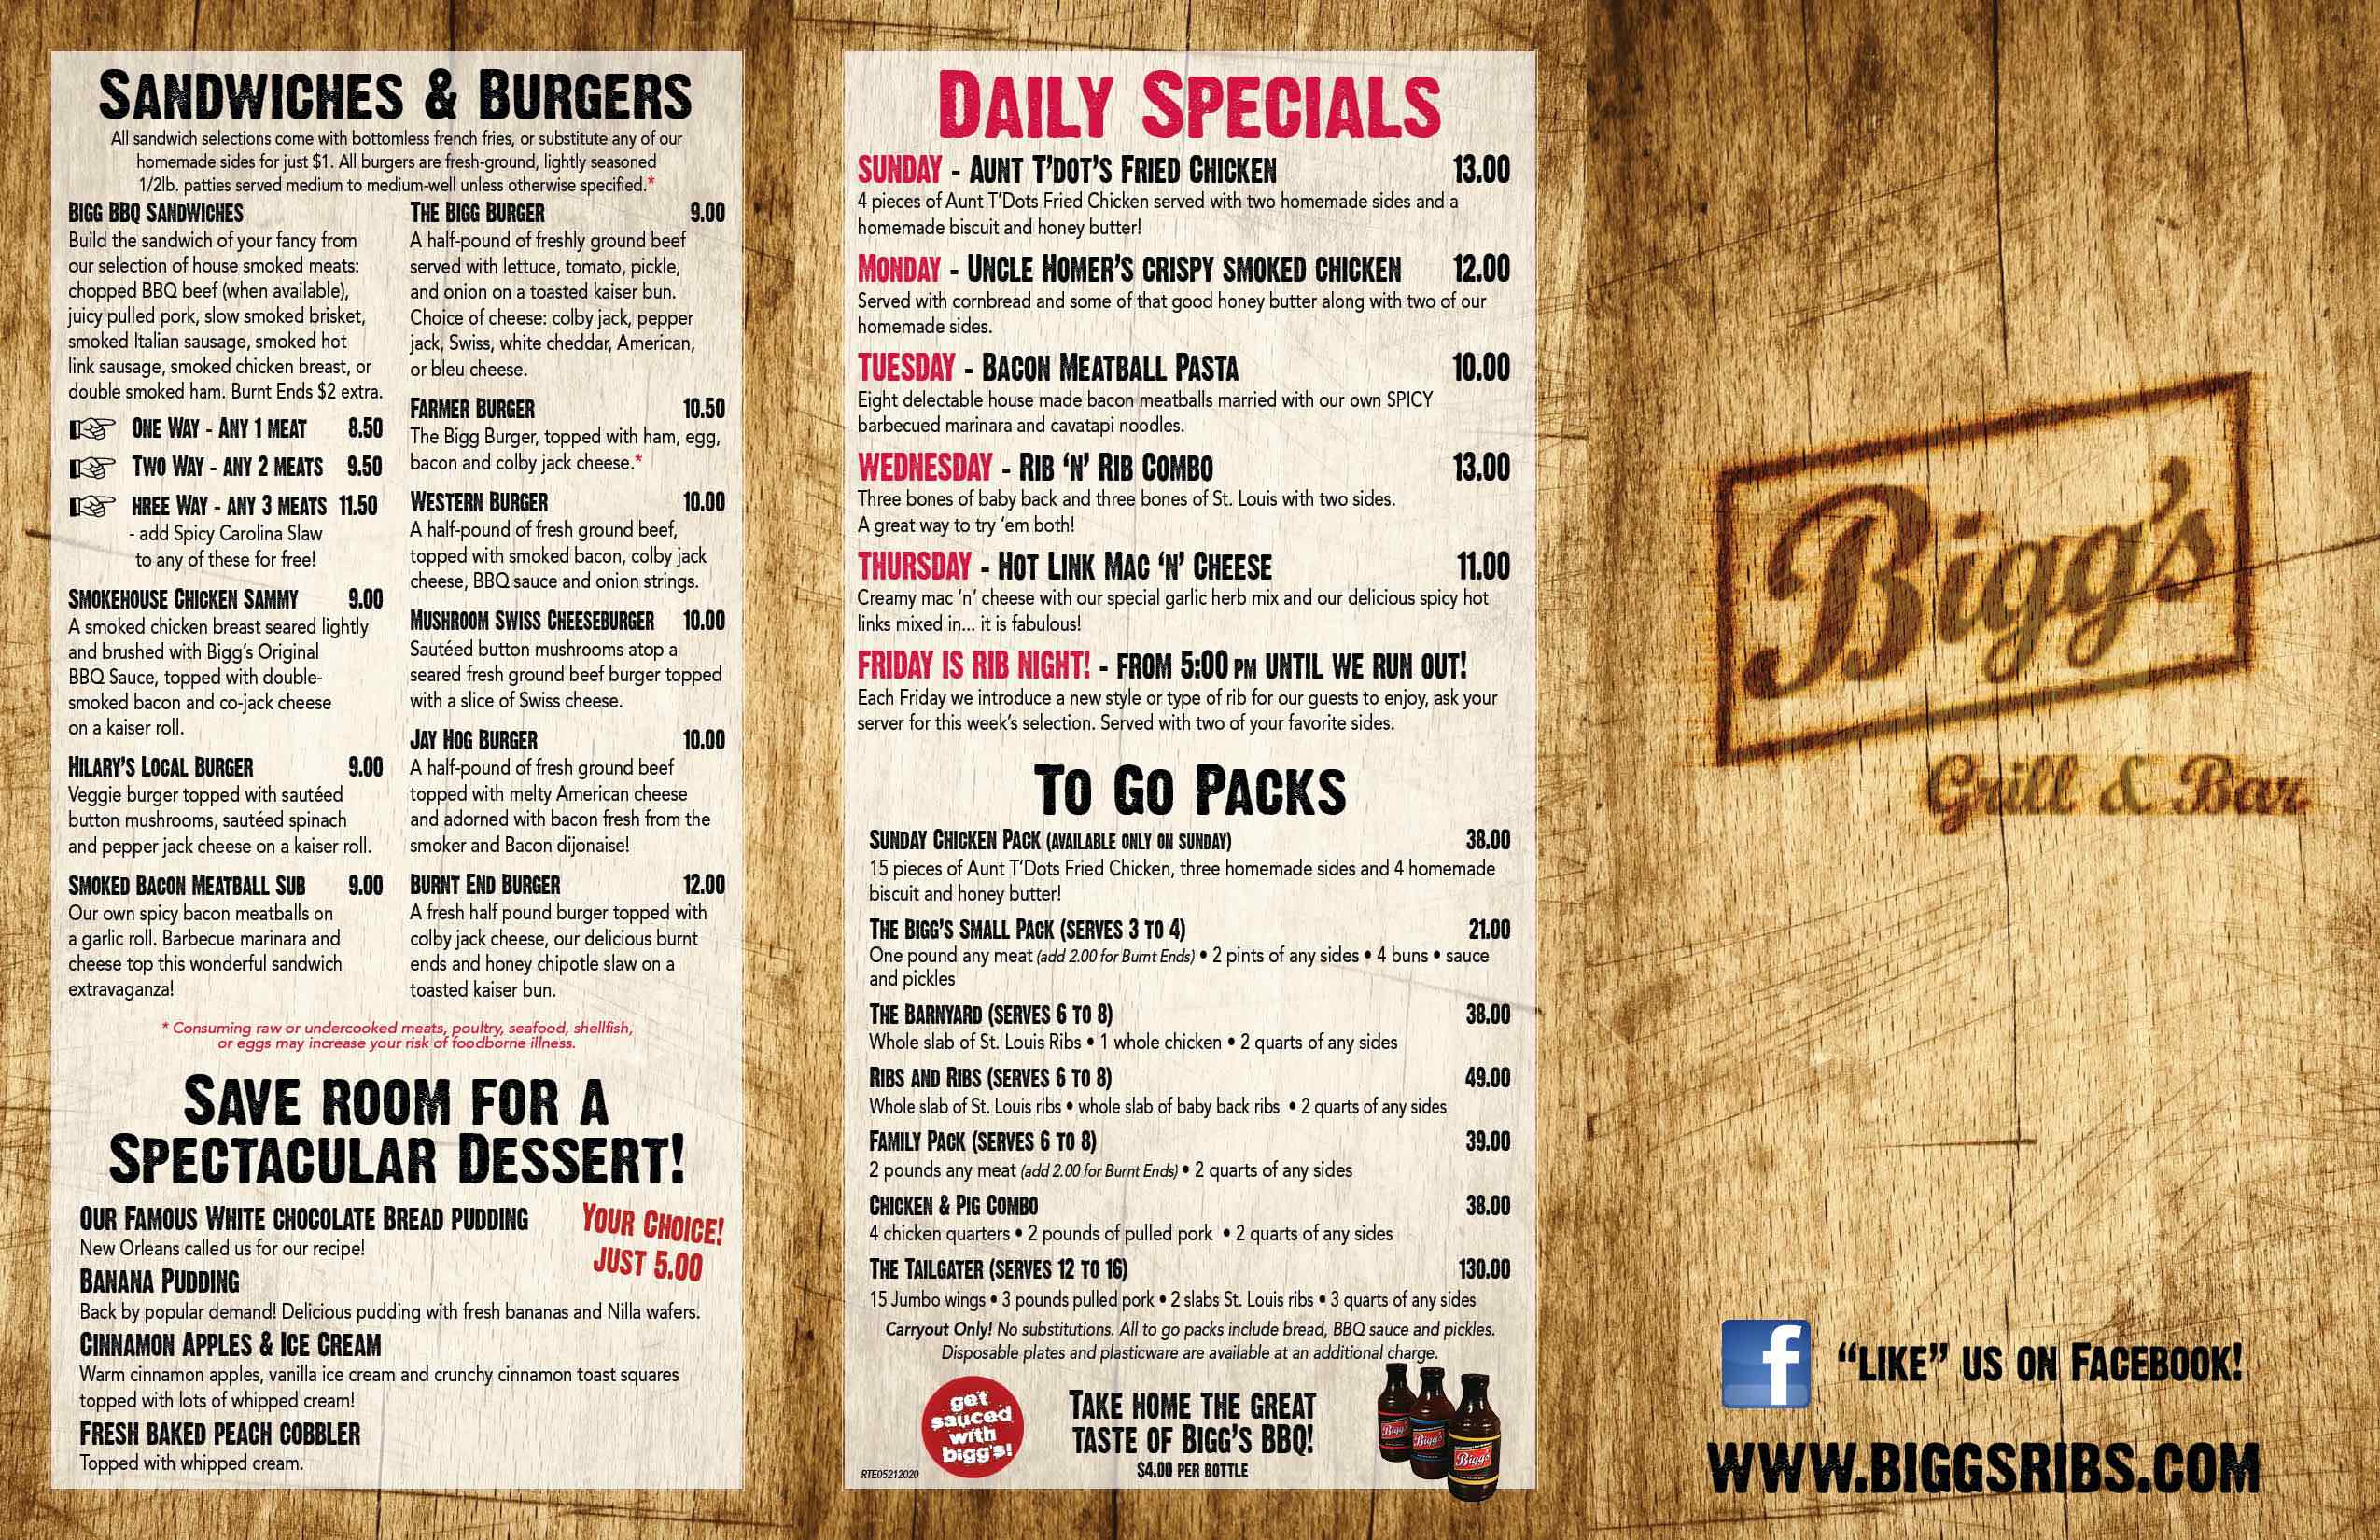 SANDWICHES & BURGERS
All sandwich selections come with bottomless french fries, or substitute any of our
homemade sides for just $1. All burgers are fresh-ground, lightly seasoned
1/2lb. patties served medium to medium-well unless otherwise specified.*
BIGG BBQ SANDWICHES
Build the sandwich of your fancy from
our selection of house smoked meats:
chopped BBQ beef (when available),
juicy pulled pork, slow smoked brisket,
smoked Italian sausage, smoked hot
link sausage, smoked chicken breast, or
double smoked ham. Burnt Ends $2 extra.
ONE WAY - ANY 1 MEAT 8.50
TWO WAY - ANY 2 MEATS 9.50
HREE WAY - ANY 3 MEATS 11.50
- add Spicy Carolina Slaw
to any of these for free!
SMOKEHOUSE CHICKEN SAMMY 9.00
A smoked chicken breast seared lightly
and brushed with Bigg's Original
BBQ Sauce, topped with double-
smoked bacon and co-jack cheese
on a kaiser roll.
HILARY'S LOCAL BURGER 9.00
Veggie burger topped with sautéed
button mushrooms, sautéed spinach
and pepper jack cheese on a kaiser roll.
SMOKED BACON MEATBALL SUB 9.00
Our own spicy bacon meatballs on
a garlic roll. Barbecue marinara and
cheese top this wonderful sandwich
extravaganza!
THE BIGG BURGER 9.00
A half-pound of freshly ground beef
served with lettuce, tomato, pickle,
and onion on a toasted kaiser bun.
Choice of cheese: colby jack, pepper
jack, Swiss, white cheddar, American,
or bleu cheese.
FARMER BURGER 10.50
The Bigg Burger, topped with ham, egg,
bacon and colby jack cheese.*
WESTERN BURGER 10.00
A half-pound of fresh ground beef,
topped with smoked bacon, colby jack
cheese, BBQ sauce and onion strings.
MUSHROOM SWISS CHEESEBURGER 10.00
Sautéed button mushrooms atop a
seared fresh ground beef burger topped
with a slice of Swiss cheese.
JAY HOG BURGER 10.00
A half-pound of fresh ground beef
topped with melty American cheese
and adorned with bacon fresh from the
smoker and Bacon dijonaise!
BURNT END BURGER 12.00
A fresh half pound burger topped with
colby jack cheese, our delicious burnt
ends and honey chipotle slaw on a
toasted kaiser bun.
* Consuming raw or undercooked meats, poultry, seafood, shellfish,
or eggs may increase your risk of foodborne illness.
SAVE ROOM FOR A
SPECTACULAR DESSERT!
OUR FAMOUS WHITE CHOCOLATE BREAD PUDDING
New Orleans called us for our recipe!
YOUR CHOICE!
JUST 5.00
BANANA PUDDING
Back by popular demand! Delicious pudding with fresh bananas and Nilla wafers.
CINNAMON APPLES & ICE CREAM
Warm cinnamon apples, vanilla ice cream and crunchy cinnamon toast squares
topped with lots of whipped cream!
FRESH BAKED PEACH COBBLER
Topped with whipped cream.
DAILY SPECIALS
SUNDAY - AUNT T'DOT'S FRIED CHICKEN 13.00
4 pieces of Aunt T'Dots Fried Chicken served with two homemade sides and a
homemade biscuit and honey butter!
MONDAY - UNCLE HOMER'S CRISPY SMOKED CHICKEN 12.00
Served with cornbread and some of that good honey butter along with two of our
homemade sides.
TUESDAY - BACON MEATBALL PASTA 10.00
Eight delectable house made bacon meatballs married with our own SPICY
barbecued marinara and cavatapi noodles.
WEDNESDAY - RIB 'N' RIB COMBO 13.00
Three bones of baby back and three bones of St. Louis with two sides.
A great way to try 'em both!
THURSDAY - HOT LINK MAC 'N' CHEESE 11.00
Creamy mac 'n' cheese with our special garlic herb mix and our delicious spicy hot
links mixed in... it is fabulous!
FRIDAY IS RIB NIGHT! - FROM 5:00 PM UNTIL WE RUN OUT!
Each Friday we introduce a new style or type of rib for our guests to enjoy, ask your
server for this week's selection. Served with two of your favorite sides.
TO GO PACKS
SUNDAY CHICKEN PACK (AVAILABLE ONLY ON SUNDAY) 38.00
15 pieces of Aunt T'Dots Fried Chicken, three homemade sides and 4 homemade
biscuit and honey butter!
THE BIGG'S SMALL PACK (SERVES 3 TO 4) 21.00
One pound any meat (add 2.00 for Burnt Ends) • 2 pints of any sides • 4 buns • sauce
and pickles
THE BARNYARD (SERVES 6 TO 8) 38.00
Whole slab of St. Louis Ribs • 1 whole chicken • 2 quarts of any sides
RIBS AND RIBS (SERVES 6 TO 8) 49.00
Whole slab of St. Louis ribs • whole slab of baby back ribs • 2 quarts of any sides
FAMILY PACK (SERVES 6 TO 8) 39.00
2 pounds any meat (add 2.00 for Burnt Ends) • 2 quarts of any sides
CHICKEN & PIG COMBO 38.00
4 chicken quarters • 2 pounds of pulled pork • 2 quarts of any sides
THE TAILGATER (SERVES 12 TO 16) 130.00
15 Jumbo wings • 3 pounds pulled pork • 2 slabs St. Louis ribs • 3 quarts of any sides
Carryout Only! No substitutions. All to go packs include bread, BBQ sauce and pickles.
Disposable plates and plasticware are available at an additional charge.
get
sauced
with
bigg's!
TAKE HOME THE GREAT
TASTE OF BIGG'S BBQ!
$4.00 PER BOTTLE
Bigg's
Bigg's
Bigg's
RTE05212020
Bigg's
Grill & Bar
f
"LIKE" US ON FACEBOOK!
WWW.BIGGSRIBS.COM